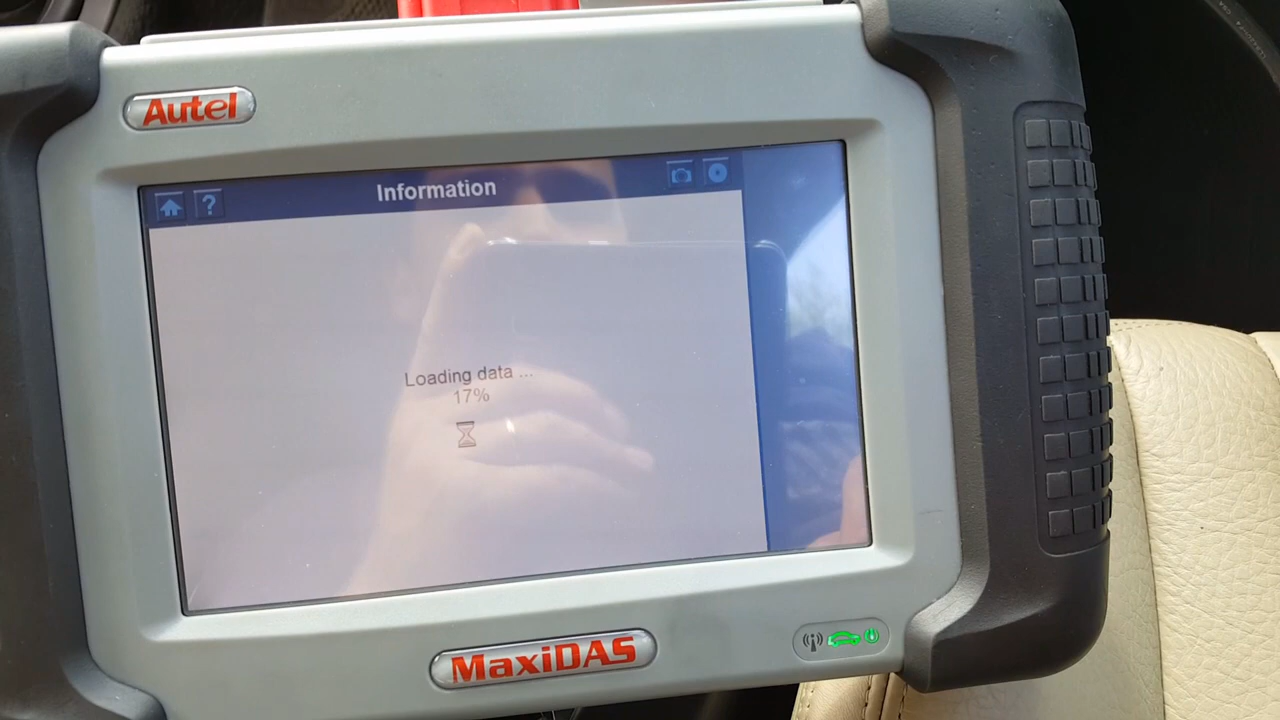 Autel
?
Information
Loading data ...
17%
MaxiDAS